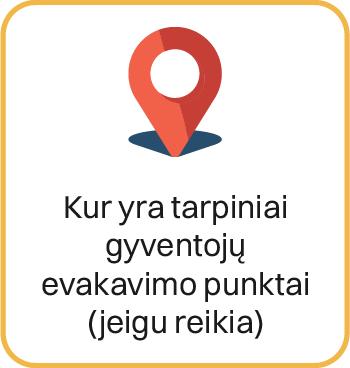 Kur yra tarpiniai
gyventojų
evakavimo punktai
(jeigu reikia)